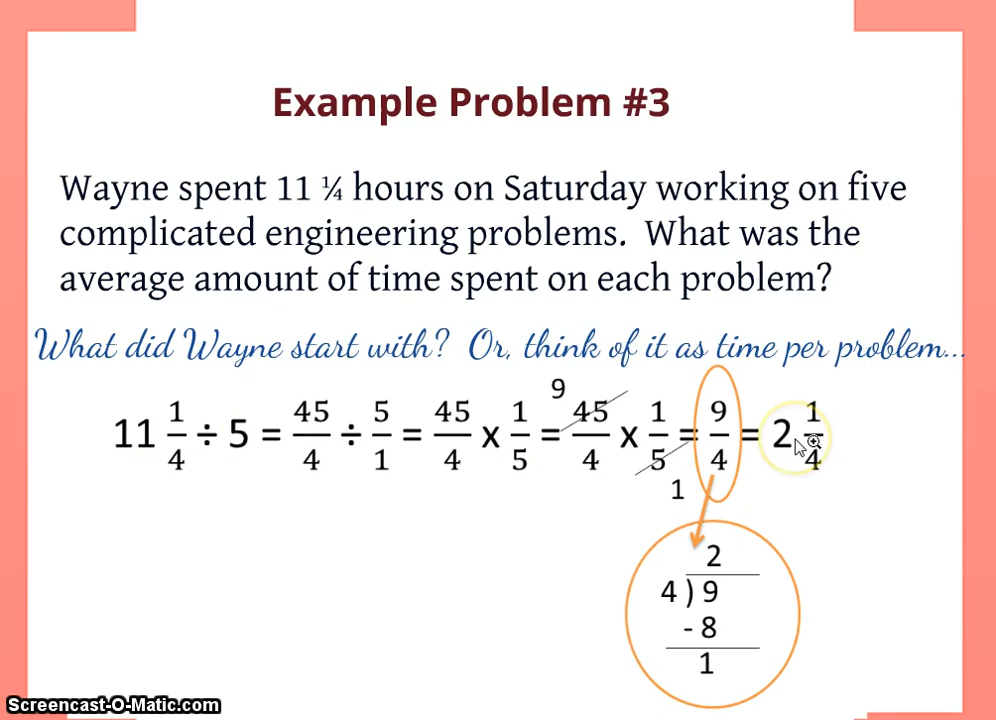 Example Problem #3
Wayne spent 11 ¼ hours on Saturday working on five
complicated engineering problems.  What was the
average amount of time spent on each problem?
What did Wayne start with?  Or, think of it as time per problem...
11 1/4 ÷ 5 = 45/4 ÷ 5/1 = 45/4 x 1/5 = 45/4 x 1/5 = 9/4 = 2 1/4
9
1
2
4 ) 9
- 8
1
Screencast-O-Matic.com